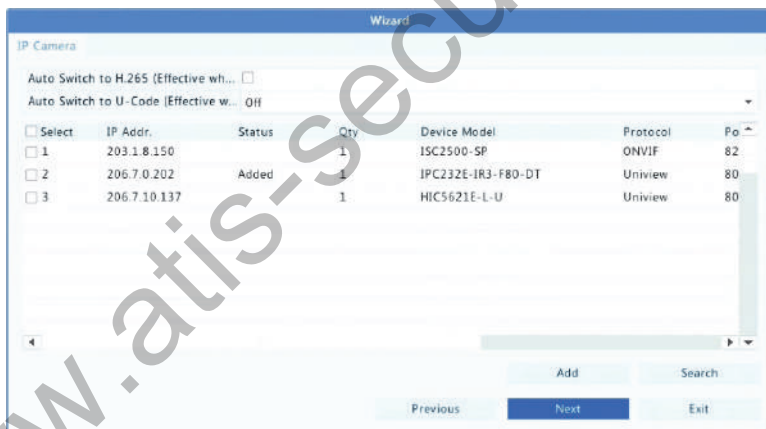 Wizard
IP Camera
Auto Switch to H.265 (Effective wh...
Auto Switch to U-Code (Effective w... Off
Select IP Addr. Status Qty Device Model Protocol Po
1 203.1.8.150 1 ISC2500-SP ONVIF 82
2 206.7.0.202 Added 1 IPC232E-IR3-F80-DT Uniview 80
3 206.7.10.137 1 HIC5621E-L-U Uniview 80
Add Search
Previous Next Exit
w.atis-secu